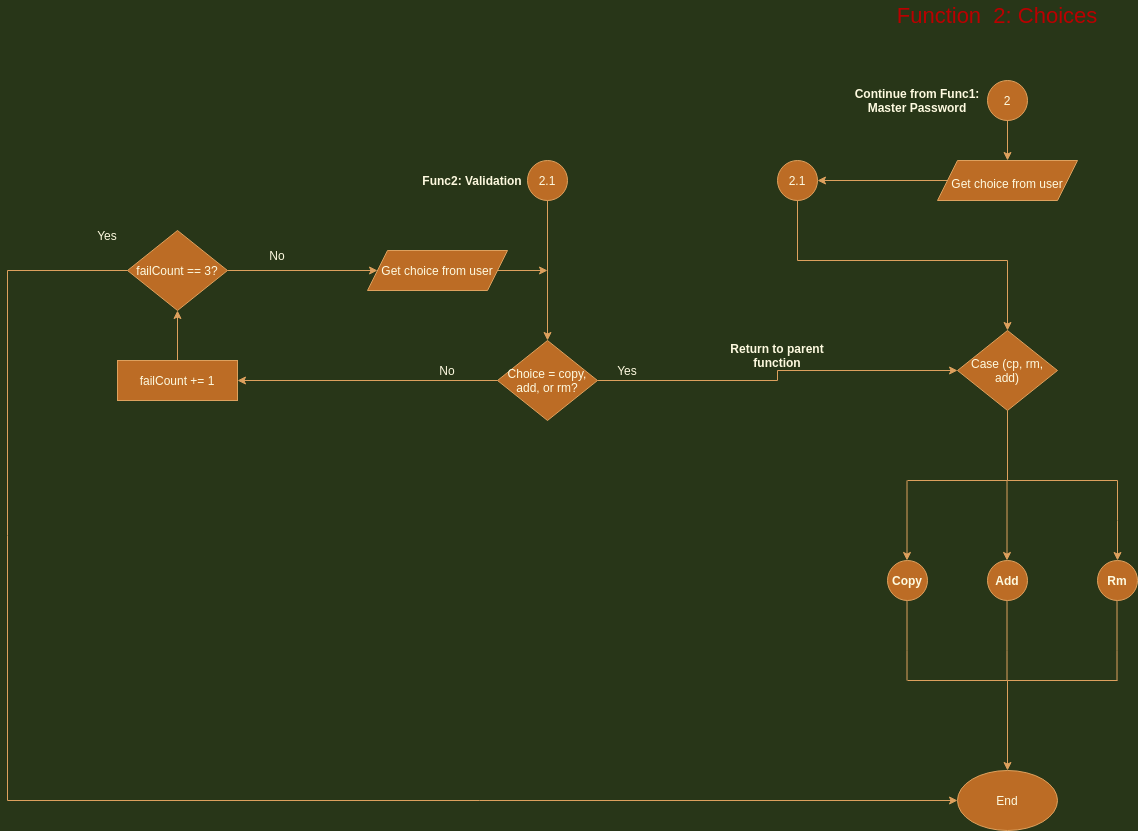 Function  2: Choices
Continue from Func1:
Master Password
2
Func2: Validation
2.1
2.1
Get choice from user
Yes
failCount == 3?
No
Get choice from user
failCount += 1
No
Choice = copy,
add, or rm?
Yes
Return to parent
function
Case (cp, rm,
add)
Copy
Add
Rm
End